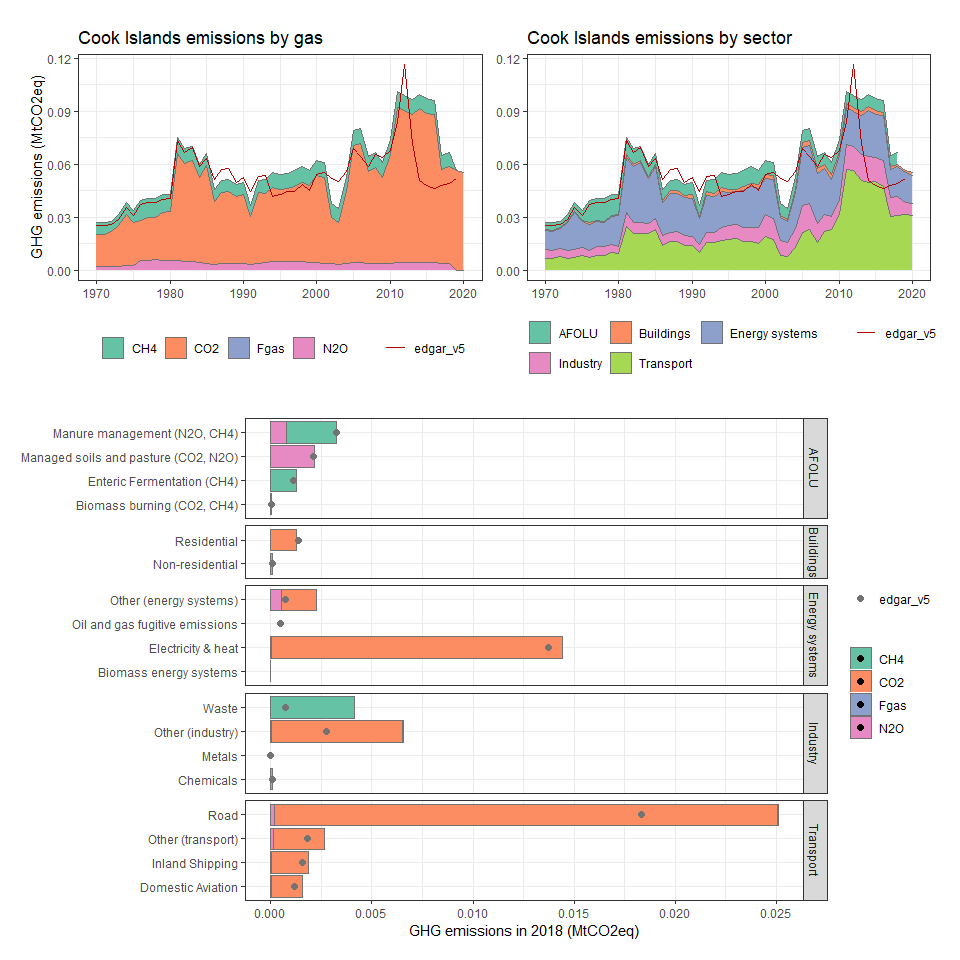 Cook Islands emissions by gas
GHG emissions (MtCO2eq)
0.12
0.09
0.06
0.03
0.00
1970 1980 1990 2000 2010 2020
CH4 CO2 Fgas N2O edgar_v5
Cook Islands emissions by sector
0.12
0.09
0.06
0.03
0.00
1970 1980 1990 2000 2010 2020
AFOLU Buildings Energy systems edgar_v5
Industry Transport
Manure management (N2O, CH4)
Managed soils and pasture (CO2, N2O)
Enteric Fermentation (CH4)
Biomass burning (CO2, CH4)
AFOLU
Residential
Non-residential
Buildings
Other (energy systems)
Oil and gas fugitive emissions
Electricity & heat
Biomass energy systems
Energy systems
Waste
Other (industry)
Metals
Chemicals
Industry
Road
Other (transport)
Inland Shipping
Domestic Aviation
Transport
0.000 0.005 0.010 0.015 0.020 0.025
GHG emissions in 2018 (MtCO2eq)
edgar_v5
CH4
CO2
Fgas
N2O